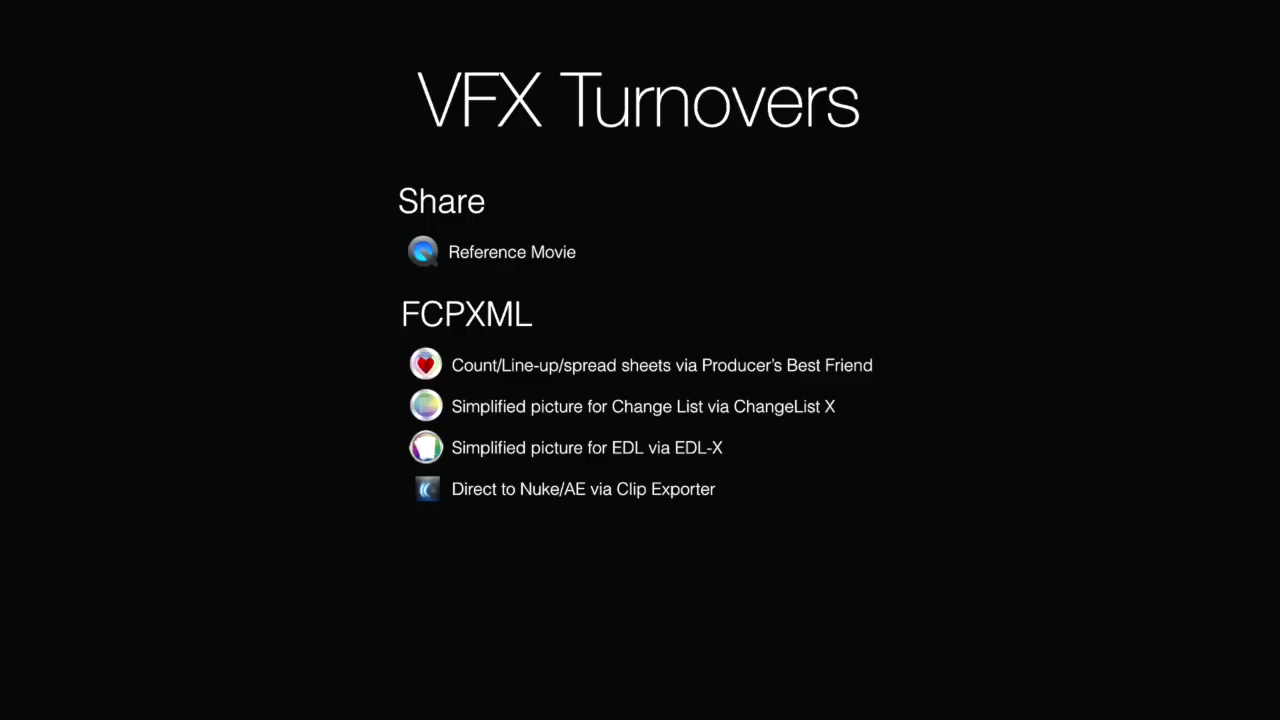 VFX Turnovers
Share
Reference Movie
FCPXML
Count/Line-up/spread sheets via Producer's Best Friend
Simplified picture for Change List via ChangeList X
Simplified picture for EDL via EDL-X
Direct to Nuke/AE via Clip Exporter